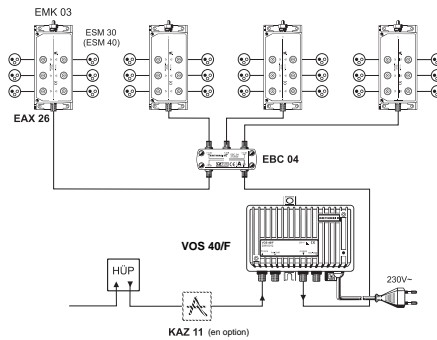 EMK 03
ESM 30
(ESM 40)
EAX 26
EBC 04
VOS 40/F
HÜP
230V~
KAZ 11 (en option)